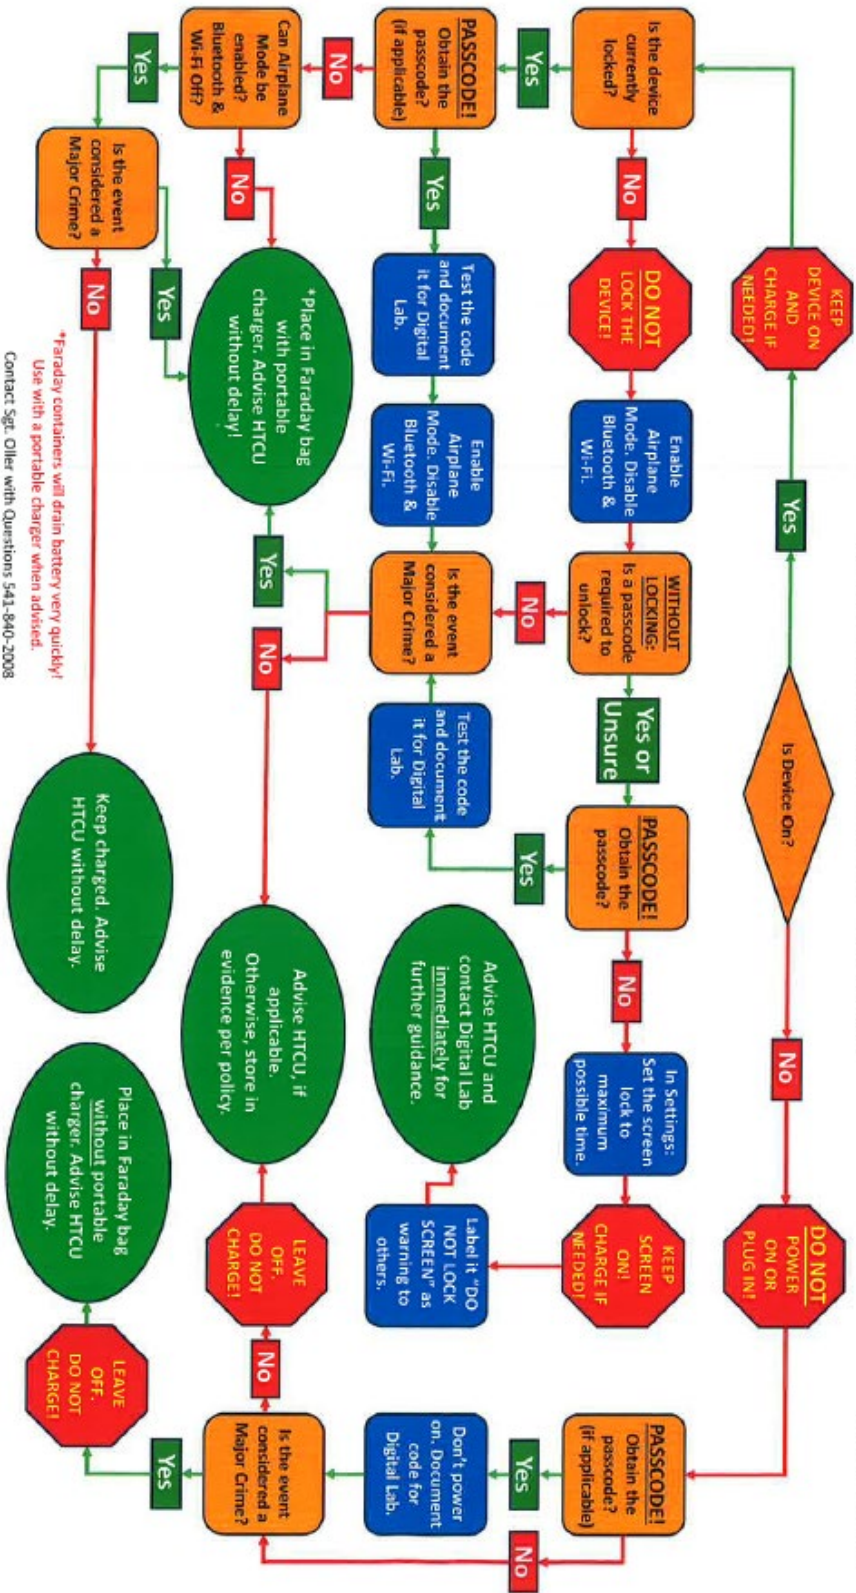 Is Device On?
Yes
No
KEEP
DEVICE ON
AND
CHARGE IF
NEEDED!
DO NOT
POWER
ON OR
PLUG IN!
Is the device
currently
locked?
No
DO NOT
LOCK THE
DEVICE!
Enable
Airplane
Mode. Disable
Bluetooth &
Wi-Fi.
WITHOUT
LOCKING:
Is a passcode
required to
unlock?
Yes or
Unsure
PASSCODE!
Obtain the
passcode?
No
In Settings:
Set the screen
lock to
maximum
possible time.
KEEP
SCREEN
ON!
CHARGE IF
NEEDED!
PASSCODE!
Obtain the
passcode?
(if applicable)
Yes
No
Yes
Yes
No
PASSCODE!
Obtain the
passcode?
(if applicable)
Yes
Test the code
and document
it for Digital
Lab.
Enable
Airplane
Mode. Disable
Bluetooth &
Wi-Fi.
Is the event
considered a
Major Crime?
Test the code
and document
it for Digital
Lab.
Advise HTCU and
contact Digital Lab
immediately for
further guidance.
Label it "DO
NOT LOCK
SCREEN" as
warning to
others.
Don't power
on. Document
code for
Digital Lab.
No
Yes
No
No
Can Airplane
Mode be
enabled?
Bluetooth &
Wi-Fi Off?
No
*Place in Faraday bag
with portable
charger. Advise HTCU
without delay!
Advise HTCU, if
applicable.
Otherwise, store in
evidence per policy.
LEAVE
OFF.
DO NOT
CHARGE!
Is the event
considered a
Major Crime?
Yes
Yes
Yes
Is the event
considered a
Major Crime?
No
Keep charged. Advise
HTCU without delay.
Place in Faraday bag
without portable
charger. Advise HTCU
without delay.
LEAVE
OFF.
DO NOT
CHARGE!
*Faraday containers will drain battery very quickly!
Use with a portable charger when advised.
Contact Sgt. Oller with Questions 541-840-2008